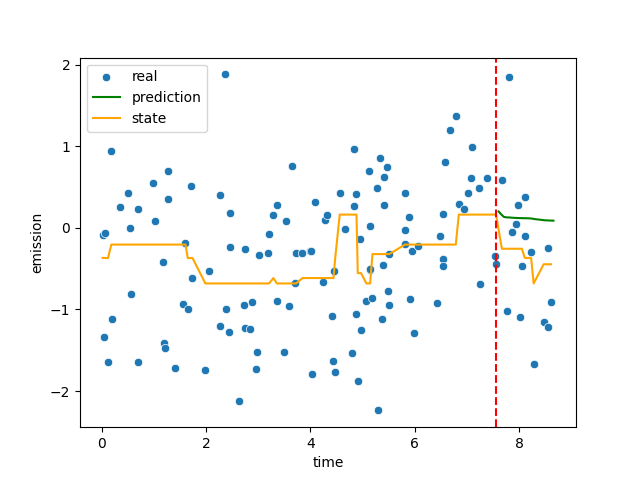 real
prediction
state
emission
2
1
0
−1
−2
0 2 4 6 8
time